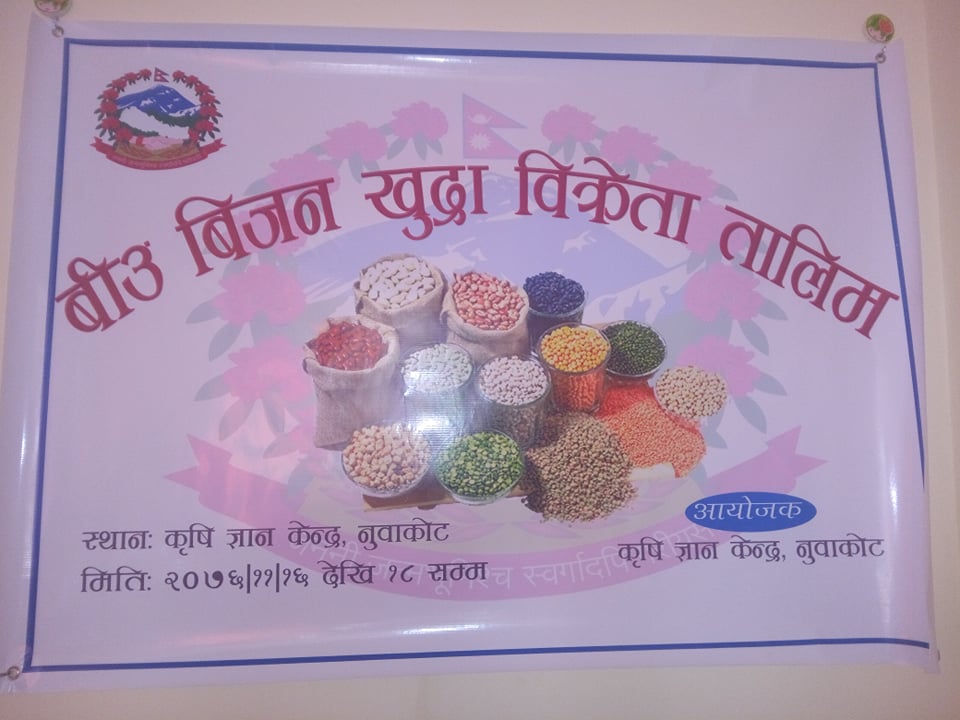 बीउ बिजन खुद्रा विक्रेता तालिम
आयोजक
स्थान: कृषि ज्ञान केन्द्र, नुवाकोट
कृषि ज्ञान केन्द्र, नुवाकोट
मिति: २०७६|११|१६ देखि १८ सम्म